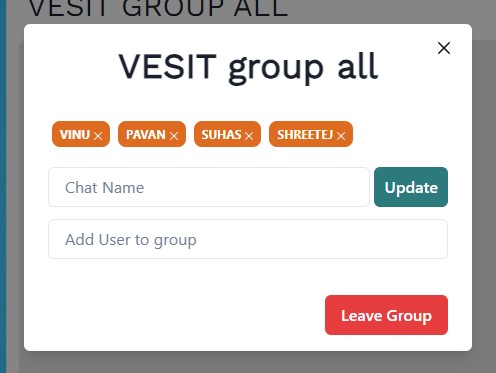 VESIT GROUP ALL
VESIT group all
VINU PAVAN SUHAS SHREETEJ
Chat Name Update
Add User to group
Leave Group